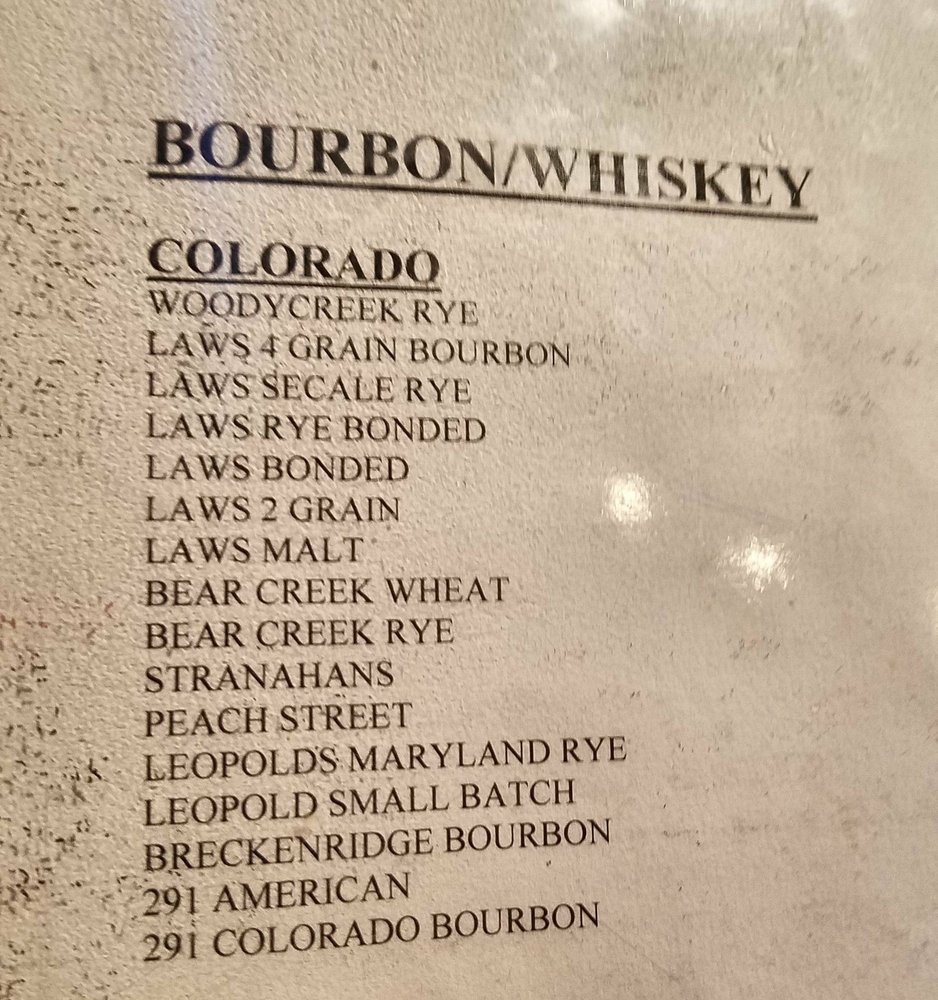 BOURBON/WHISKEY
COLORADO
WOODYCREEK RYE
LAWS 4 GRAIN BOURBON
LAWS SECALE RYE
LAWS RYE BONDED
LAWS BONDED
LAWS 2 GRAIN
LAWS MALT
BEAR CREEK WHEAT
BEAR CREEK RYE
STRANAHANS
PEACH STREET
LEOPOLDS MARYLAND RYE
LEOPOLD SMALL BATCH
BRECKENRIDGE BOURBON
291 AMERICAN
291 COLORADO BOURBON